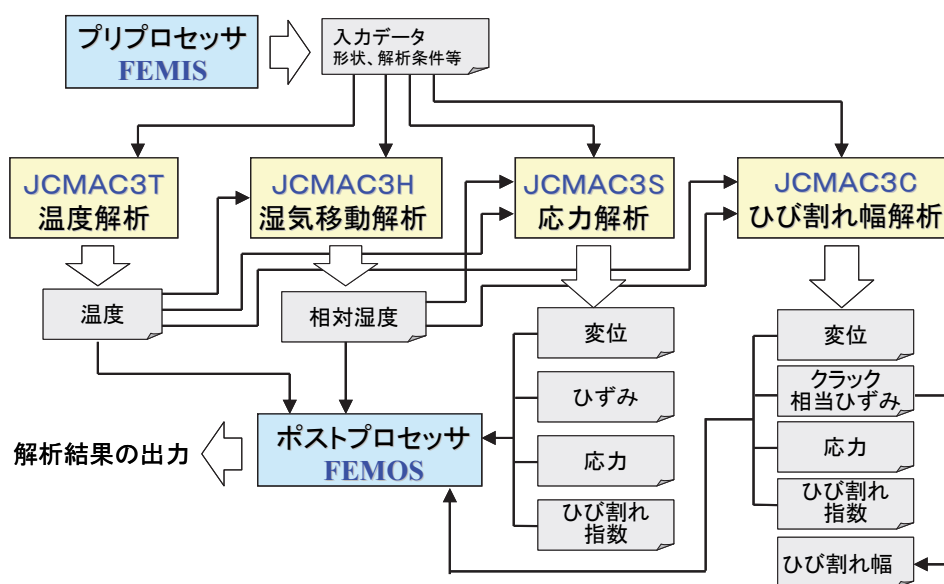 プリプロセッサ
FEMIS
入力データ
形状、解析条件等
JCMAC3T
温度解析
JCMAC3H
湿気移動解析
JCMAC3S
応力解析
JCMAC3C
ひび割れ幅解析
温度
相対湿度
変位
ひずみ
応力
ひび割れ
指数
変位
クラック
相当ひずみ
応力
ひび割れ
指数
ひび割れ幅
ポストプロセッサ
FEMOS
解析結果の出力